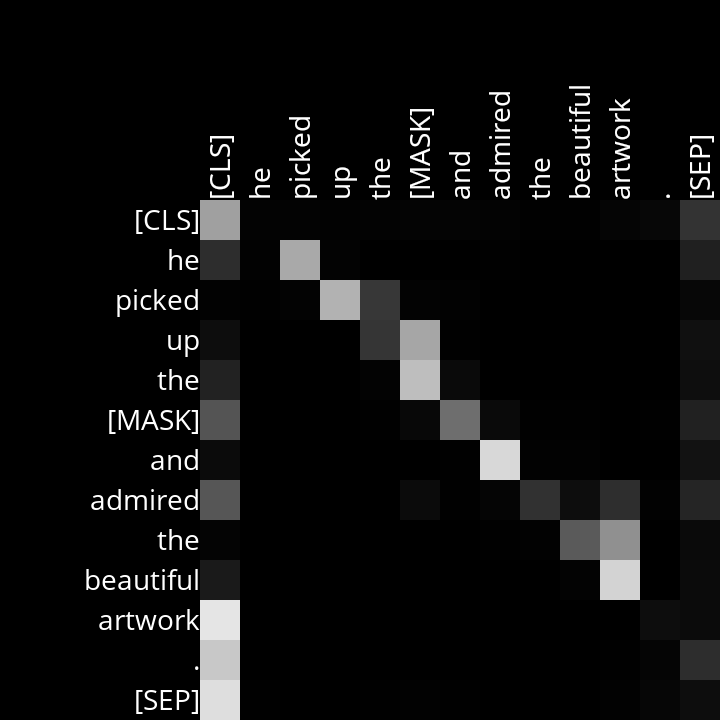 [CLS]
he
picked
up
the
[MASK]
and
admired
the
beautiful
artwork
.
[SEP]
[CLS]
he
picked
up
the
[MASK]
and
admired
the
beautiful
artwork
.
[SEP]